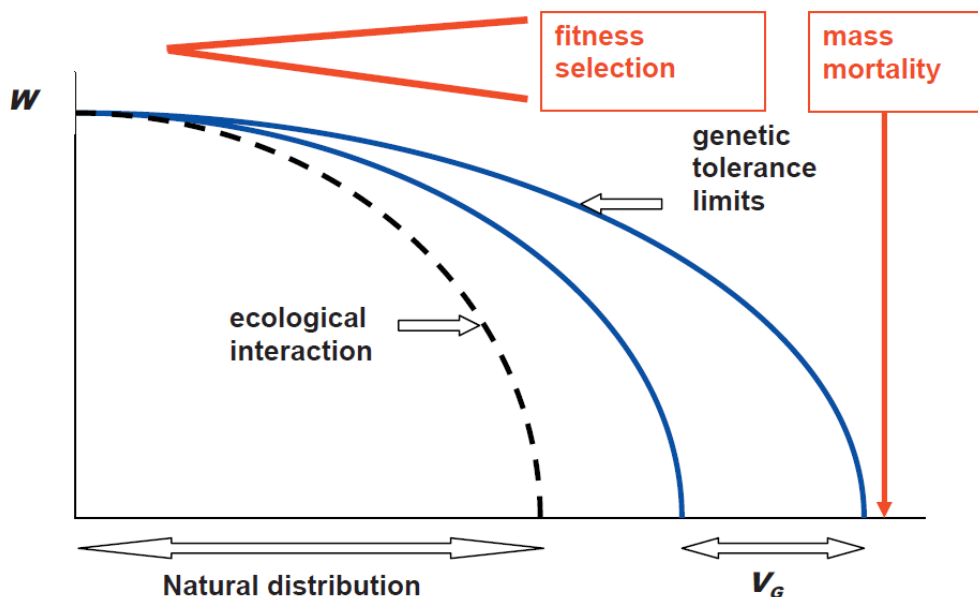 fitness
selection
mass
mortality
W
genetic
tolerance
limits
ecological
interaction
Natural distribution
VG